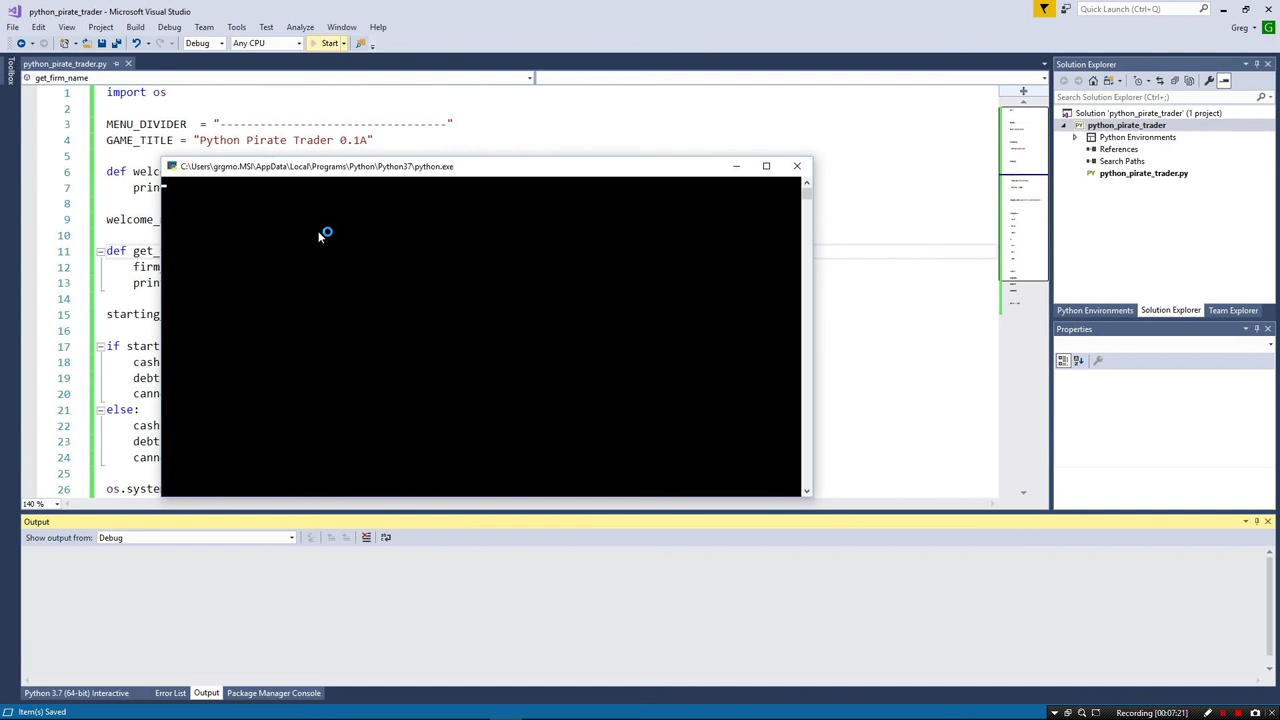 python_pirate_trader - Microsoft Visual Studio
Quick Launch (Ctrl+Q)
File Edit View Project Build Debug Team Tools Test Analyze Window Help
Greg G
Debug Any CPU Start
Toolbox
python_pirate_trader.py
get_firm_name
1 import os
2
3 MENU_DIVIDER = "----------------------------------"
4 GAME_TITLE = "Python Pirate Trader 0.1A"
5
6 def welc
7 prin
8
9 welcome_
10
11 def get_
12 firm_
13 prin
14
15 starting_
16
17 if start
18 cash
19 debt
20 canno
21 else:
22 cash
23 debt
24 canno
25
26 os.syste
C:\Users\grgmo.MSI\AppData\Local\Programs\Python\Python37\python.exe
140 %
Solution Explorer
Search Solution Explorer (Ctrl+;)
Solution 'python_pirate_trader' (1 project)
python_pirate_trader
Python Environments
References
Search Paths
python_pirate_trader.py
Python Environments Solution Explorer Team Explorer
Properties
Output
Show output from: Debug
Python 3.7 (64-bit) Interactive Error List Output Package Manager Console
Item(s) Saved
Recording [00:07:21]